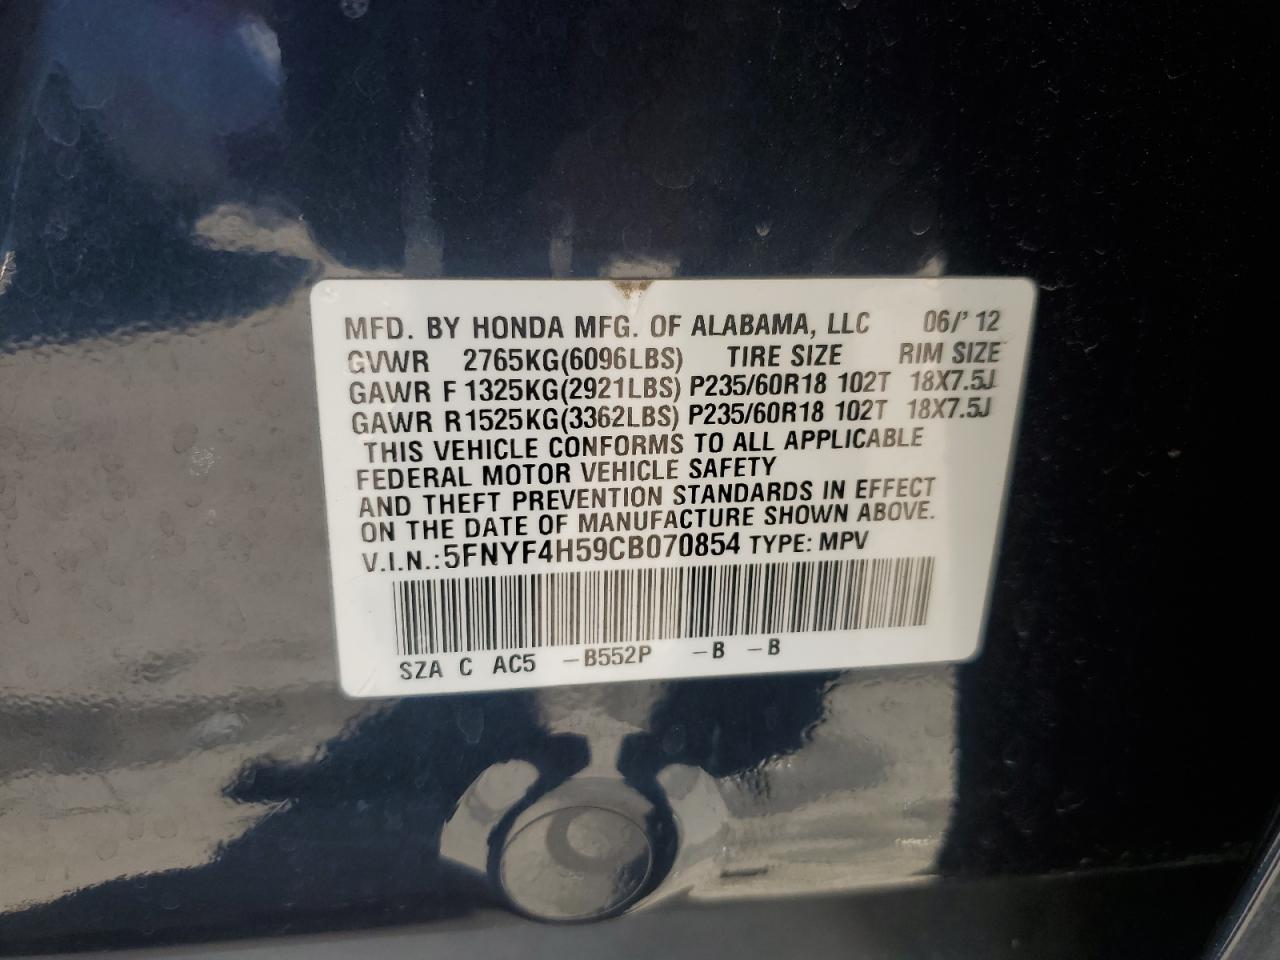 MFD. BY HONDA MFG. OF ALABAMA, LLC 06/'12
GVWR 2765KG(6096LBS) TIRE SIZE RIM SIZE
GAWR F 1325KG(2921LBS) P235/60R18 102T 18X7.5J
GAWR R1525KG(3362LBS) P235/60R18 102T 18X7.5J
THIS VEHICLE CONFORMS TO ALL APPLICABLE
FEDERAL MOTOR VEHICLE SAFETY
AND THEFT PREVENTION STANDARDS IN EFFECT
ON THE DATE OF MANUFACTURE SHOWN ABOVE.
V.I.N.:5FNYF4H59CB070854 TYPE: MPV
SZA C AC5 -B552P -B -B